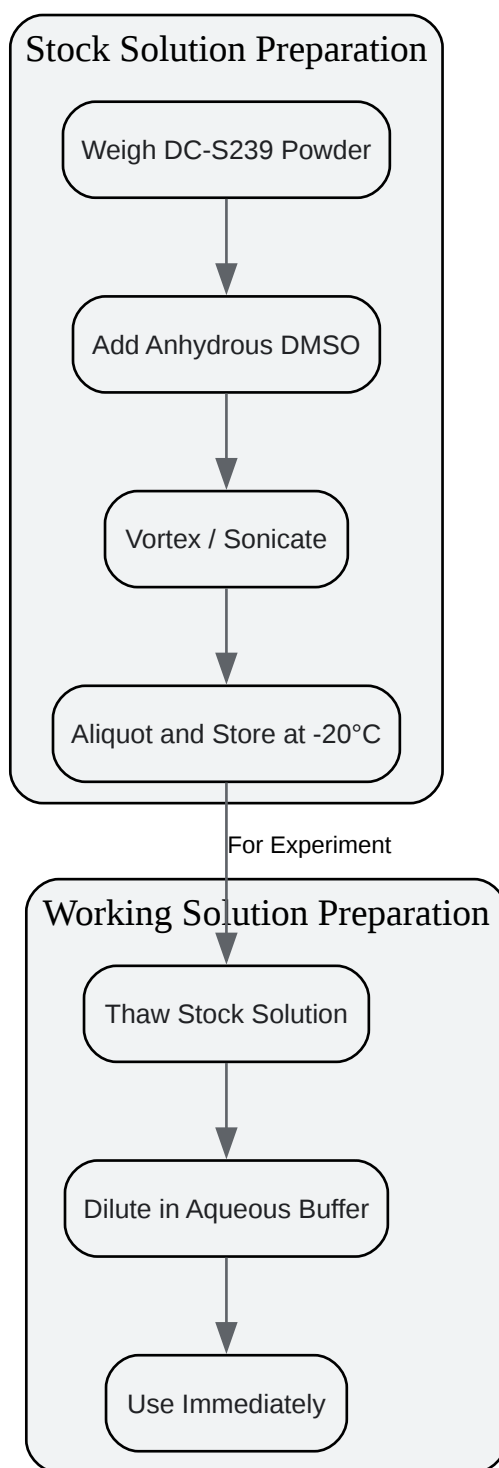 Stock Solution Preparation
Weigh DC-S239 Powder
Add Anhydrous DMSO
Vortex / Sonicate
Aliquot and Store at -20°C
For Experiment
Working Solution Preparation
Thaw Stock Solution
Dilute in Aqueous Buffer
Use Immediately